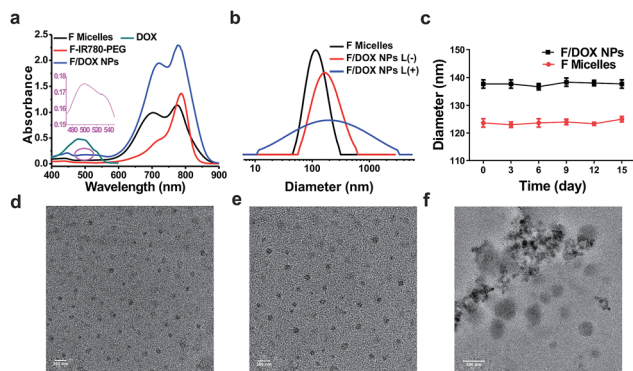 a
F Micelles
DOX
F-IR780-PEG
F/DOX NPs
2.5
2.0
1.5
1.0
0.5
0.0
Absorbance
0.18
0.17
0.16
0.15
480 500 520 540
400 500 600 700 800 900
Wavelength (nm)
b
F Micelles
F/DOX NPs L(-)
F/DOX NPs L(+)
10 100 1000
Diameter (nm)
c
F/DOX NPs
F Micelles
150
140
130
120
110
Diameter (nm)
0 3 6 9 12 15
Time (day)
d
e
f